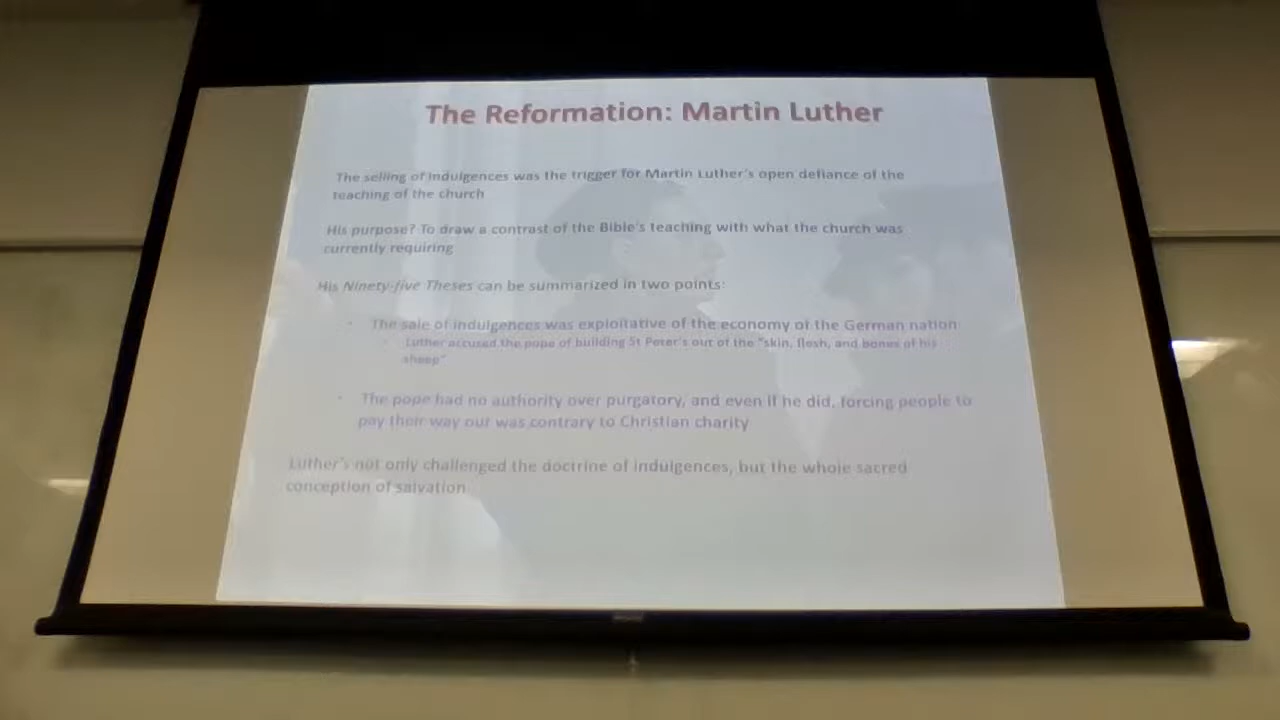 The Reformation: Martin Luther
The selling of indulgences was the trigger for Martin Luther's open defiance of the
teaching of the church
His purpose? To draw a contrast of the Bible's teaching with what the church was
currently requiring
His Ninety-five Theses can be summarized in two points:
• The sale of indulgences was exploitative of the economy of the German nation
• Luther accused the pope of building St Peter's out of the "skin, flesh, and bones of his
sheep"
• The pope had no authority over purgatory, and even if he did, forcing people to
pay their way our was contrary to Christian charity
Luther's not only challenged the doctrine of indulgences, but the whole sacred
conception of salvation